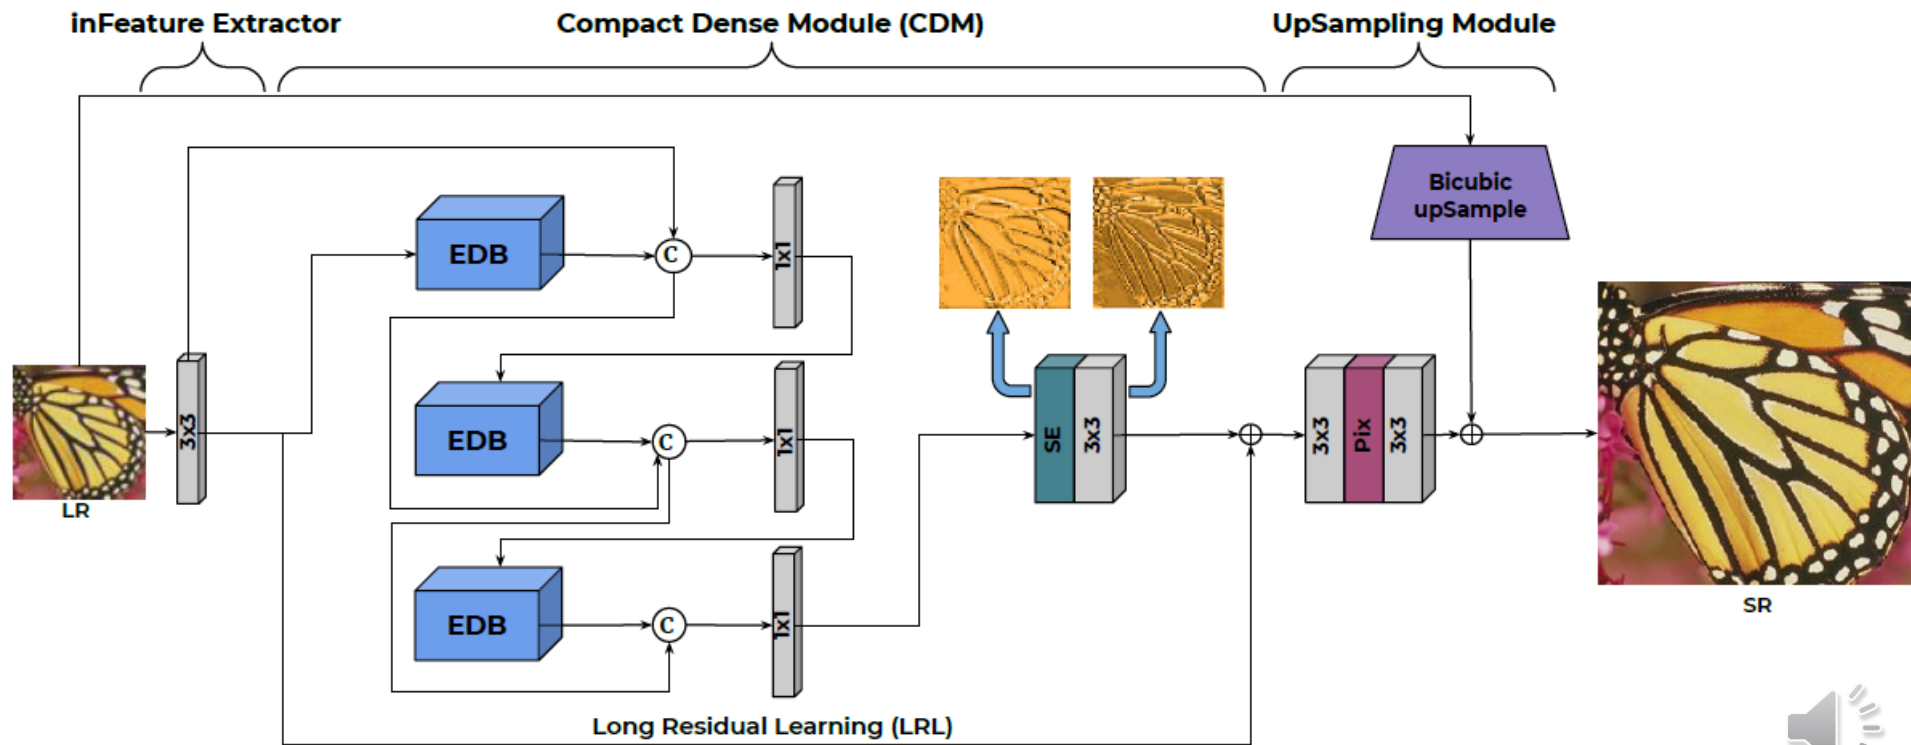 inFeature Extractor
Compact Dense Module (CDM)
UpSampling Module
Bicubic
upSample
EDB
C
1x1
3x3
LR
EDB
C
1x1
SE
3x3
3x3
Pix
3x3
SR
EDB
C
1x1
Long Residual Learning (LRL)